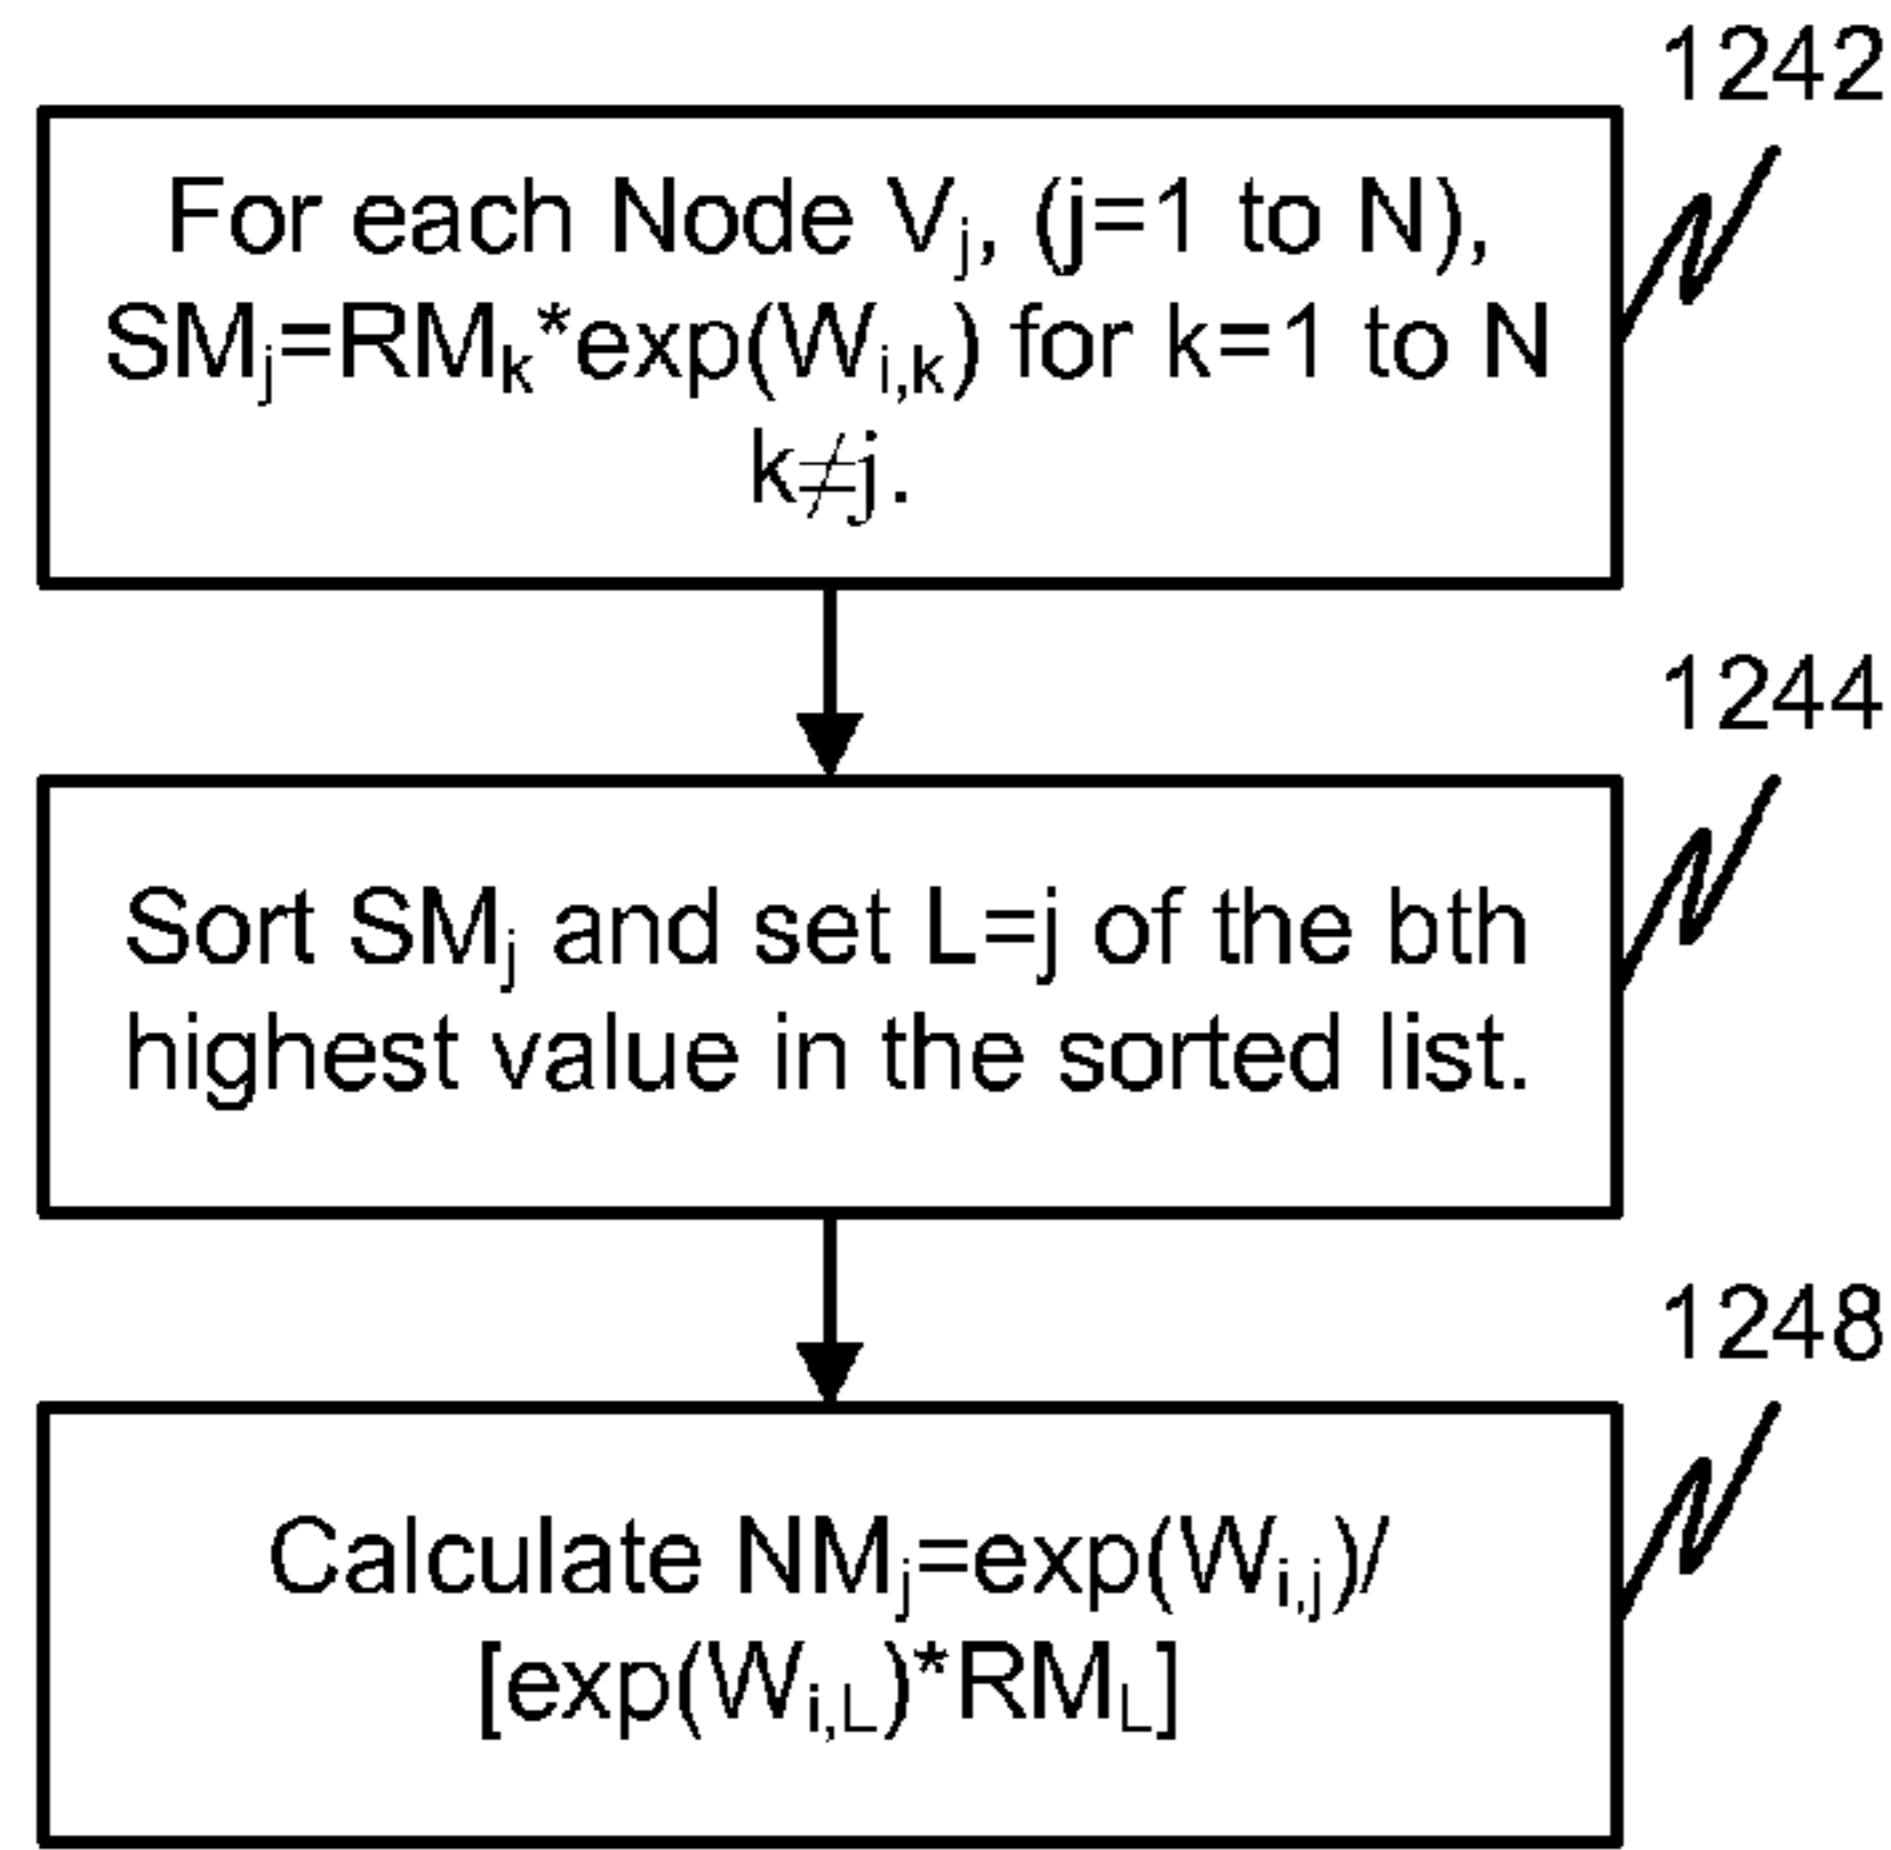 1242
For each Node Vj, (j=1 to N),
SMj=RMk*exp(Wi,k) for k=1 to N
k≠j.
1244
Sort SMj and set L=j of the bth
highest value in the sorted list.
1248
Calculate NMj=exp(Wi,j)/
[exp(Wi,L)*RML]